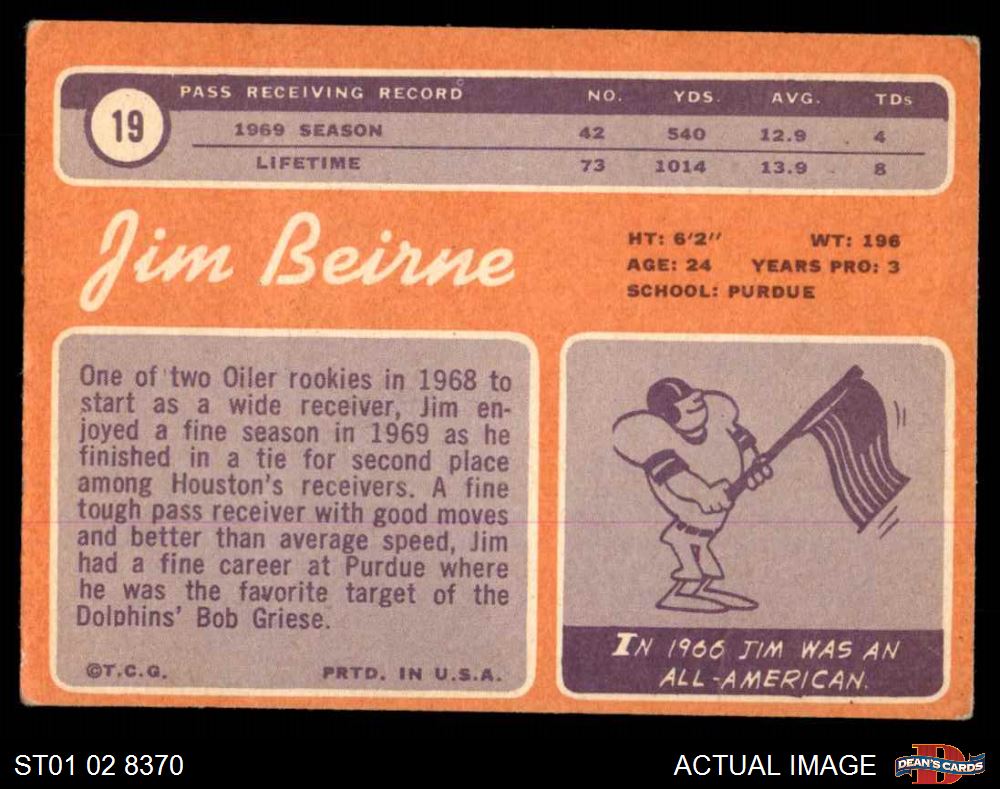 19
PASS RECEIVING RECORD NO. YDS. AVG. TDs
1969 SEASON 42 540 12.9 4
LIFETIME 73 1014 13.9 8
Jim Beirne
HT: 6'2" WT: 196
AGE: 24 YEARS PRO: 3
SCHOOL: PURDUE
One of two Oiler rookies in 1968 to
start as a wide receiver, Jim en-
joyed a fine season in 1969 as he
finished in a tie for second place
among Houston's receivers. A fine
tough pass receiver with good moves
and better than average speed, Jim
had a fine career at Purdue where
he was the favorite target of the
Dolphins' Bob Griese.
©T.C.G. PRTD. IN U.S.A.
IN 1966 JIM WAS AN
ALL-AMERICAN.
ST01 02 8370
ACTUAL IMAGE
D
DEAN'S CARDS